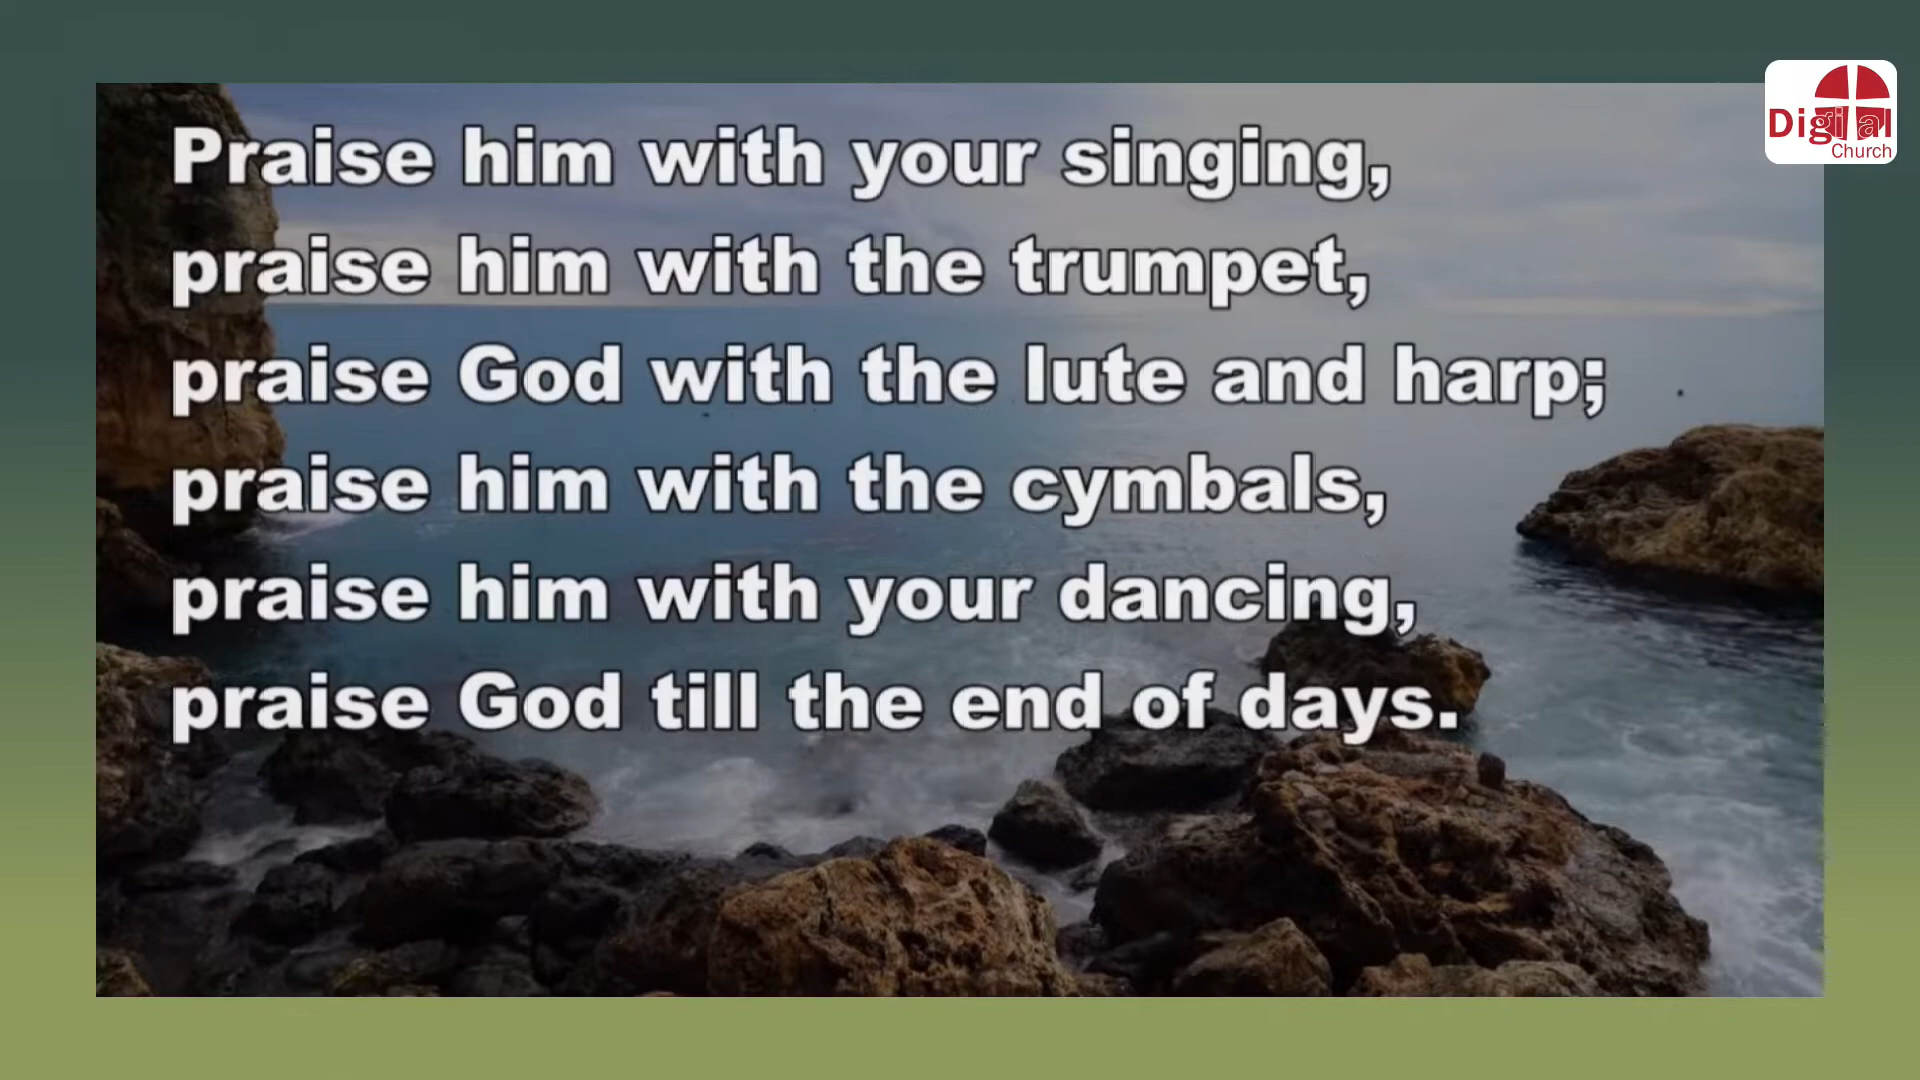 Praise him with your singing,
praise him with the trumpet,
praise God with the lute and harp;
praise him with the cymbals,
praise him with your dancing,
praise God till the end of days.
Digital
Church